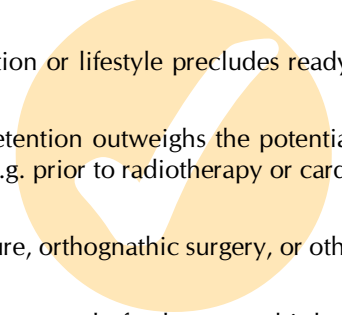 tion or lifestyle precludes ready
etention outweighs the potentia
.g. prior to radiotherapy or card
ure, orthognathic surgery, or oth